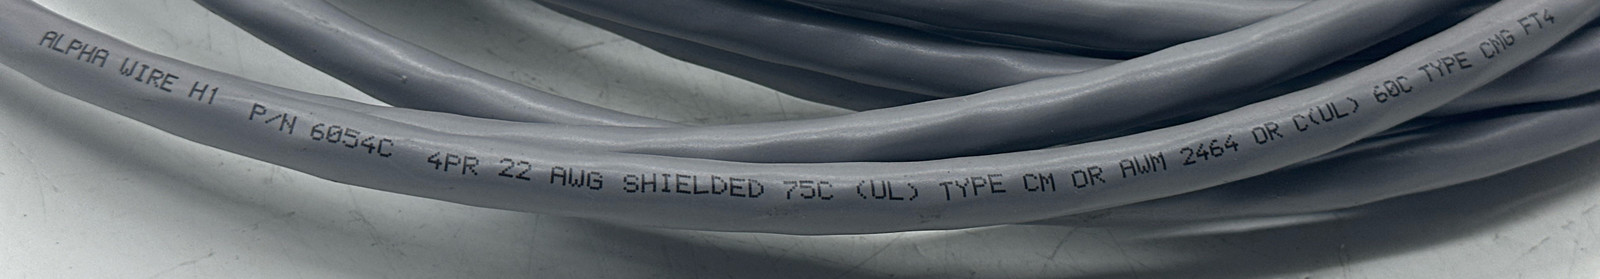 ALPHA WIRE H1 P/N 6054C 4PR 22 AWG SHIELDED 75C (UL) TYPE CM OR AWM 2464 OR C(UL) 60C TYPE CMG FT4